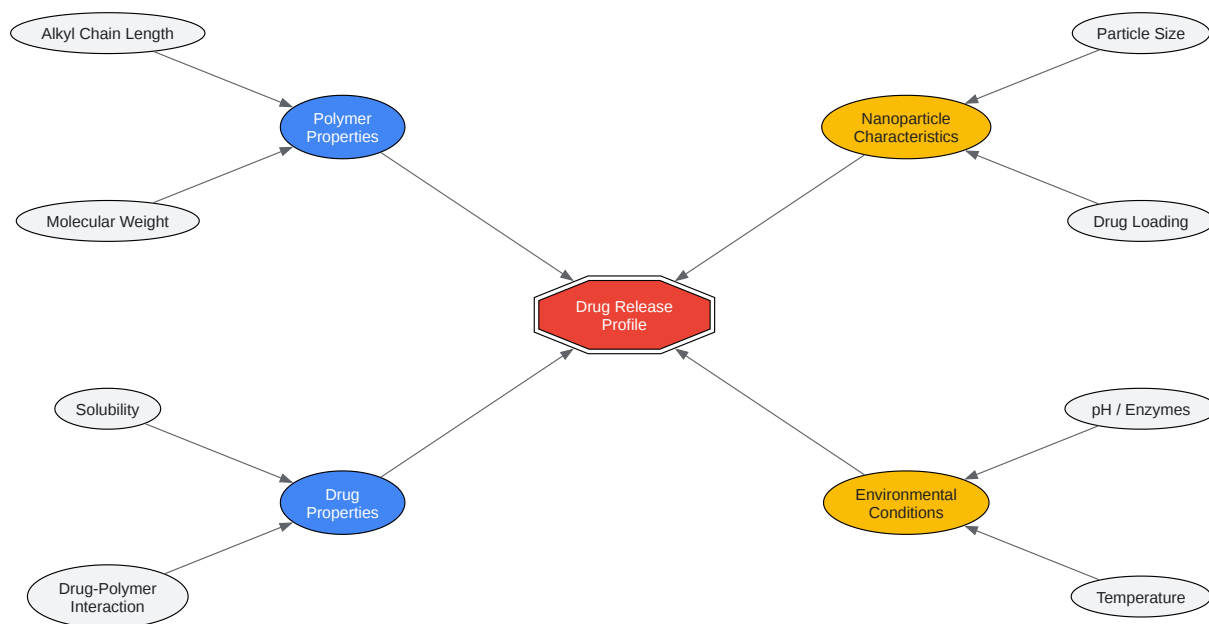 Alkyl Chain Length
Particle Size
Polymer
Properties
Nanoparticle
Characteristics
Molecular Weight
Drug Loading
Drug Release
Profile
Solubility
pH / Enzymes
Drug
Properties
Environmental
Conditions
Drug-Polymer
Interaction
Temperature